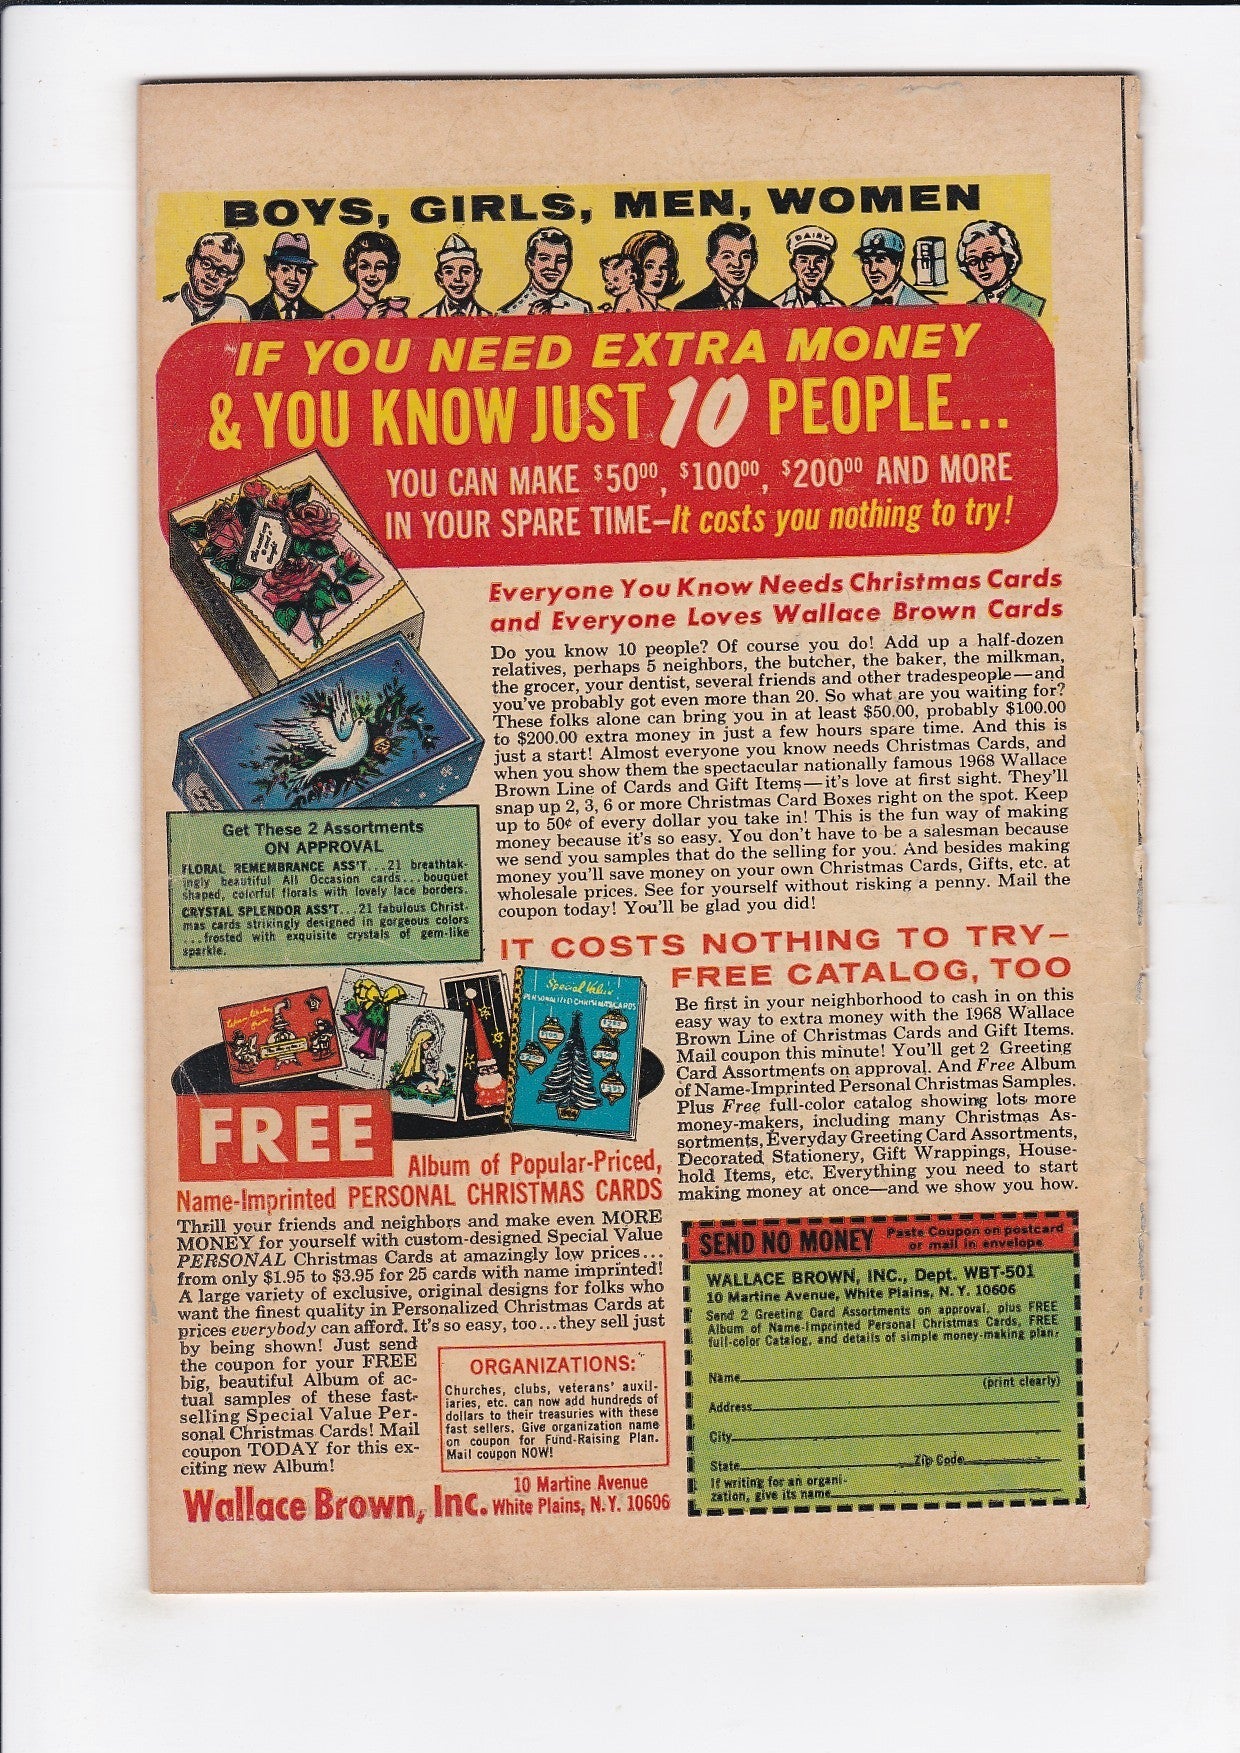 BOYS, GIRLS, MEN, WOMEN
DAIRY
IF YOU NEED EXTRA MONEY
& YOU KNOW JUST 10 PEOPLE...
YOU CAN MAKE $50.00, $100.00, $200.00 AND MORE
IN YOUR SPARE TIME—It costs you nothing to try!
Everyone You Know Needs Christmas Cards
and Everyone Loves Wallace Brown Cards
Do you know 10 people? Of course you do! Add up a half-dozen
relatives, perhaps 5 neighbors, the butcher, the baker, the milkman,
the grocer, your dentist, several friends and other tradespeople—and
you've probably got even more than 20. So what are you waiting for?
These folks alone can bring you in at least $50.00, probably $100.00
to $200.00 extra money in just a few hours spare time. And this is
just a start! Almost everyone you know needs Christmas Cards, and
when you show them the spectacular nationally famous 1968 Wallace
Brown Line of Cards and Gift Items—it's love at first sight. They'll
snap up 2, 3, 6 or more Christmas Card Boxes right on the spot. Keep
up to 50¢ of every dollar you take in! This is the fun way of making
money because it's so easy. You don't have to be a salesman because
we send you samples that do the selling for you. And besides making
money you'll save money on your own Christmas Cards, Gifts, etc. at
wholesale prices. See for yourself without risking a penny. Mail the
coupon today! You'll be glad you did!
Get These 2 Assortments
ON APPROVAL
FLORAL REMEMBRANCE ASS'T...21 breathtak-
ingly beautiful All Occasion cards...bouquet
shaped, colorful florals with lovely lace borders.
CRYSTAL SPLENDOR ASS'T...21 fabulous Christ-
mas cards strikingly designed in gorgeous colors
...frosted with exquisite crystals of gem-like
sparkle.
IT COSTS NOTHING TO TRY—
FREE CATALOG, TOO
Be first in your neighborhood to cash in on this
easy way to extra money with the 1968 Wallace
Brown Line of Christmas Cards and Gift Items.
Mail coupon this minute! You'll get 2 Greeting
Card Assortments on approval. And Free Album
of Name-Imprinted Personal Christmas Samples.
Plus Free full-color catalog showing lots more
money-makers, including many Christmas As-
sortments, Everyday Greeting Card Assortments,
Decorated Stationery, Gift Wrappings, House-
hold Items, etc. Everything you need to start
making money at once—and we show you how.
Special Value!
PERSONALIZED CHRISTMAS CARDS
FREE
Album of Popular-Priced,
Name-Imprinted PERSONAL CHRISTMAS CARDS
Thrill your friends and neighbors and make even MORE
MONEY for yourself with custom-designed Special Value
PERSONAL Christmas Cards at amazingly low prices...
from only $1.95 to $3.95 for 25 cards with name imprinted!
A large variety of exclusive, original designs for folks who
want the finest quality in Personalized Christmas Cards at
prices everybody can afford. It's so easy, too...they sell just
by being shown! Just send
the coupon for your FREE
big, beautiful Album of ac-
tual samples of these fast-
selling Special Value Per-
sonal Christmas Cards! Mail
coupon TODAY for this ex-
citing new Album!
ORGANIZATIONS:
Churches, clubs, veterans' auxil-
iaries, etc. can now add hundreds of
dollars to their treasuries with these
fast sellers. Give organization name
on coupon for Fund-Raising Plan.
Mail coupon NOW!
Wallace Brown, Inc.
10 Martine Avenue
White Plains, N.Y. 10606
SEND NO MONEY
Paste Coupon on postcard
or mail in envelope
WALLACE BROWN, INC., Dept. WBT-501
10 Martine Avenue, White Plains, N. Y. 10606
Send 2 Greeting Card Assortments on approval, plus FREE
Album of Name-Imprinted Personal Christmas Cards, FREE
full-color Catalog, and details of simple money-making plan.
Name
(print clearly)
Address
City
State Zip Code
If writing for an organi-
zation, give its name